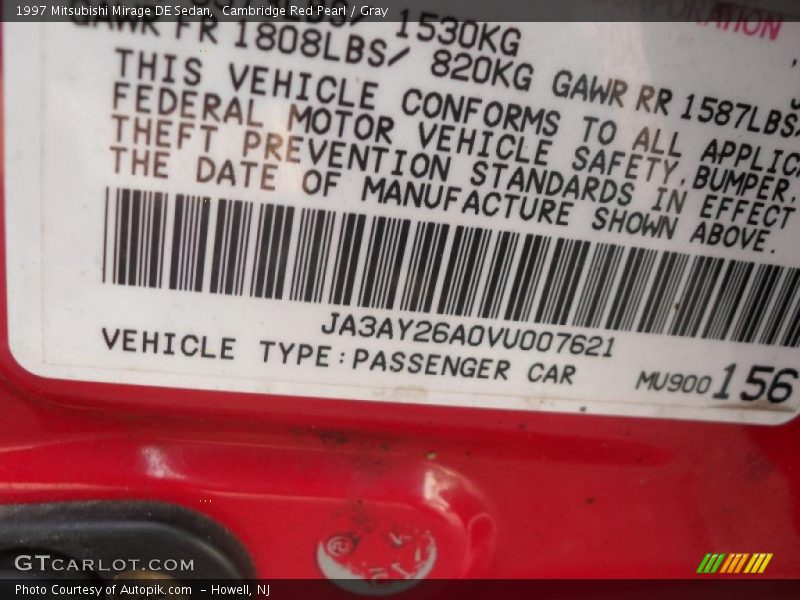 1997 Mitsubishi Mirage DE Sedan, Cambridge Red Pearl / Gray
1530KG
GAWR FR 1808LBS/ 820KG GAWR RR 1587LBS
THIS VEHICLE CONFORMS TO ALL APPLIC
FEDERAL MOTOR VEHICLE SAFETY, BUMPER,
THEFT PREVENTION STANDARDS IN EFFECT
THE DATE OF MANUFACTURE SHOWN ABOVE.
JA3AY26A0VU007621
VEHICLE TYPE:PASSENGER CAR
MU900156
GTCARLOT.COM
Photo Courtesy of Autopik.com - Howell, NJ